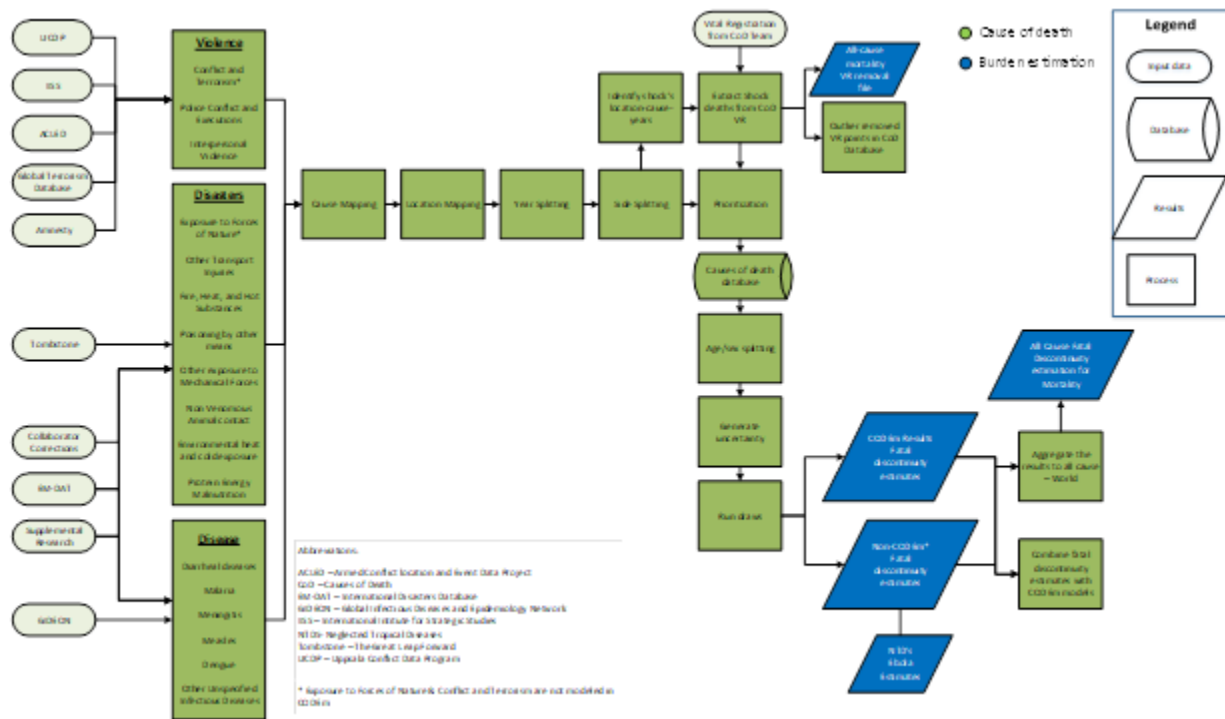 UCDP
IISS
ACLED
Global Terrorism
Database
Amnesty
Tombstone
Collaborator
Corrections
EM-DAT
Supplemental
Research
GIDEON
Violence
Conflict and
Terrorism*
Police Conflict and
Executions
Interpersonal
Violence
Disasters
Exposure to Forces
of Nature*
Other Transport
Injuries
Fire, Heat, and Hot
Substances
Poisoning by other
means
Other exposure to
Mechanical Forces
Non Venomous
Animal contact
Environmental heat
and cold exposure
Protein Energy
Malnutrition
Disease
Diarrheal diseases
Malaria
Meningitis
Measles
Dengue
Other Unspecified
Infectious Diseases
Cause Mapping
Location Mapping
Year Splitting
Side Splitting
Identify shock's
location-cause-
years
Vital Registration
from CoD Team
Extract Shock
deaths from CoD
VR
All-cause
mortality
VR removal
file
Outlier removed
VR points in CoD
Database
Prioritization
Causes of death
database
Age/sex splitting
Generate
uncertainty
Run draws
CODEm Results
Fatal
discontinuity
estimates
Non-CODEm*
Fatal
discontinuity
estimates
NTD's
Ebola
Estimates
All Cause Fatal
Discontinuity
estimation for
Mortality
Aggregate the
results to all cause
– World
Combine fatal
discontinuity
estimates with
CODEm models
Cause of death
Burden estimation
Legend
Input data
Database
Results
Process
Abbreviations
ACLED – Armed Conflict location and Event Data Project
CoD – Causes of Death
EM-DAT – International Disasters Database
GIDEON – Global Infectious Diseases and Epidemiology Network
IISS – International Institute for Strategic Studies
NTDS- Neglected Tropical Diseases
Tombstone – The Great Leap Forward
UCDP – Uppsala Conflict Data Program
* Exposure to Forces of Nature & Conflict and Terrorism are not modeled in
CODEm